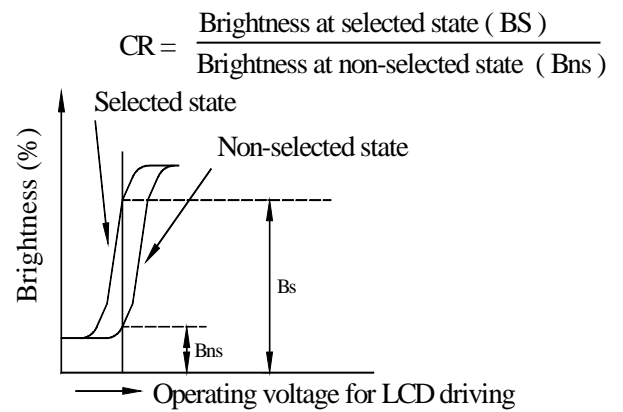 CR = Brightness at selected state ( BS )
Brightness at non-selected state ( Bns )
Selected state
Non-selected state
Brightness (%)
Bs
Bns
Operating voltage for LCD driving